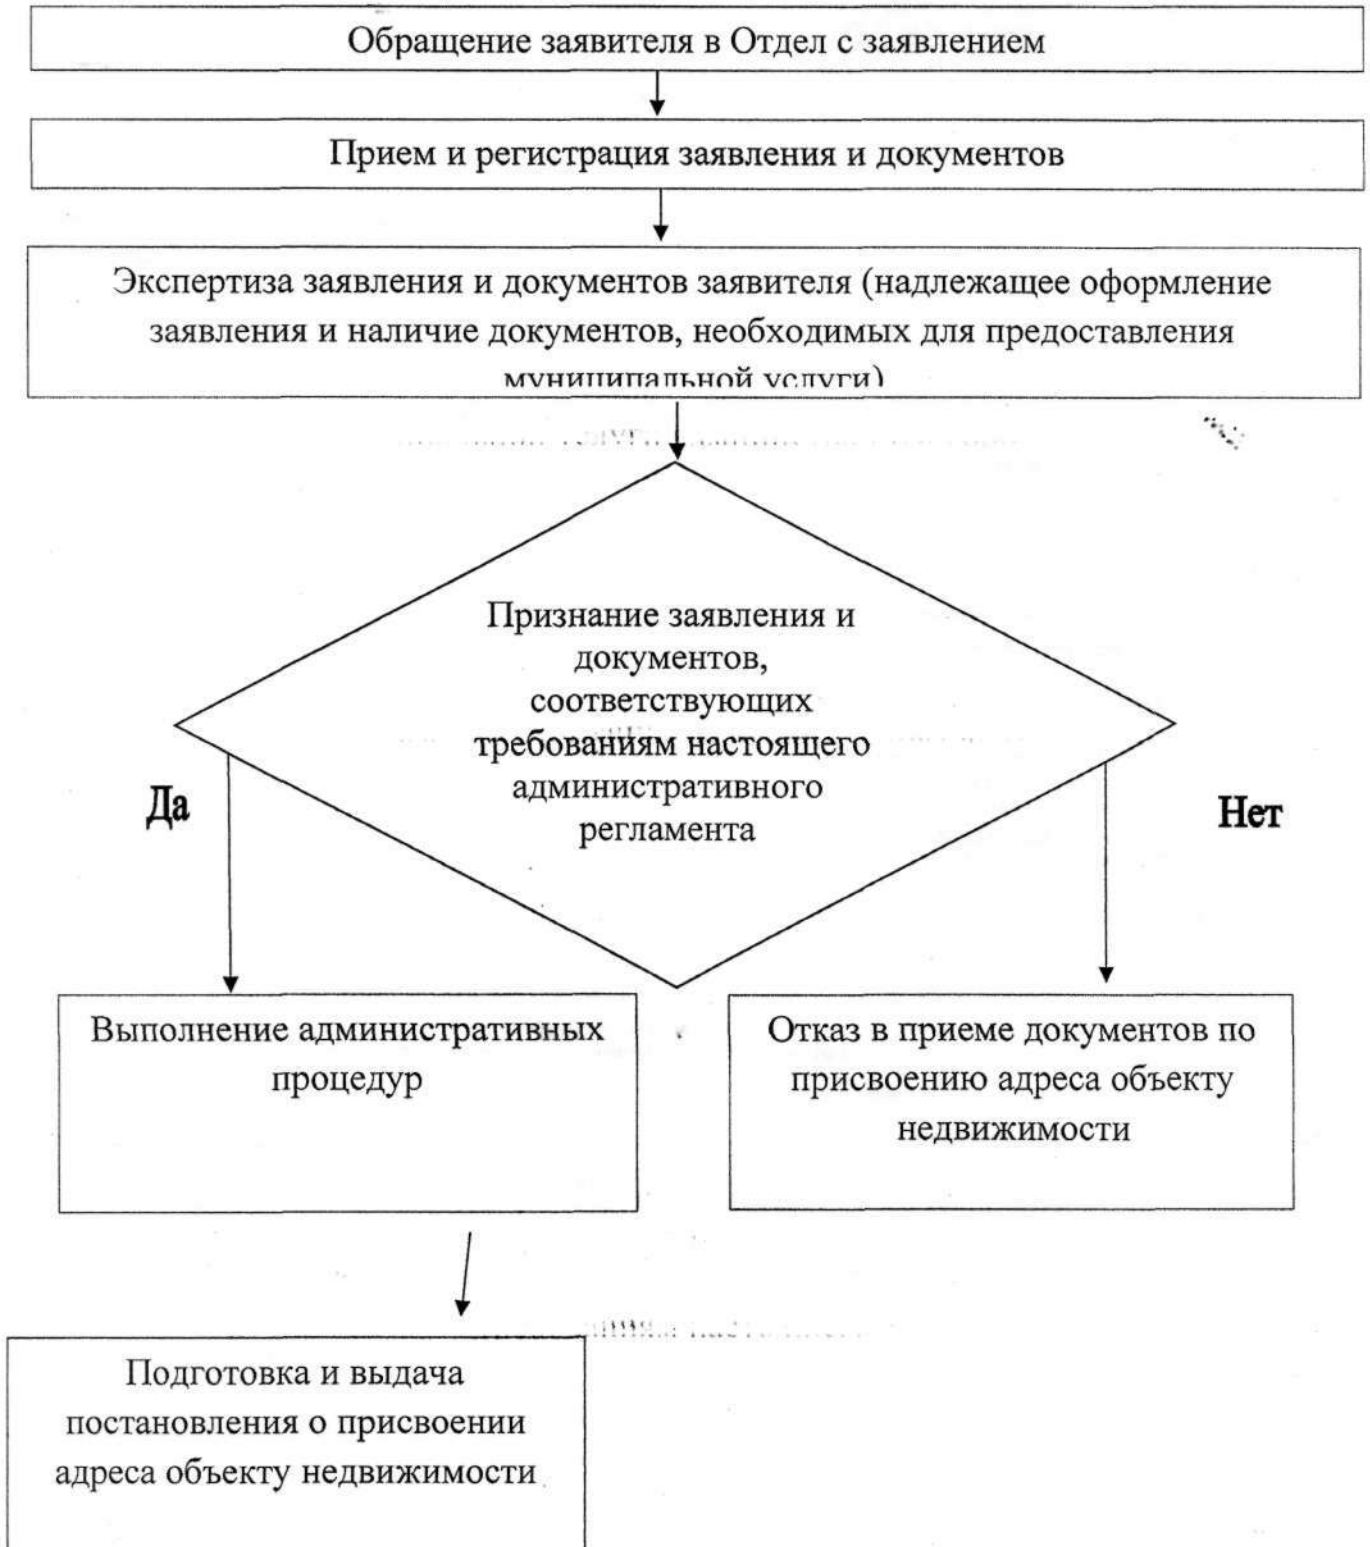 Обращение заявителя в Отдел с заявлением
Прием и регистрация заявления и документов
Экспертиза заявления и документов заявителя (надлежащее оформление
заявления и наличие документов, необходимых для предоставления
муниципальной услуги)
Признание заявления и
документов,
соответствующих
требованиям настоящего
административного
регламента
Да
Нет
Выполнение административных
процедур
Отказ в приеме документов по
присвоению адреса объекту
недвижимости
Подготовка и выдача
постановления о присвоении
адреса объекту недвижимости